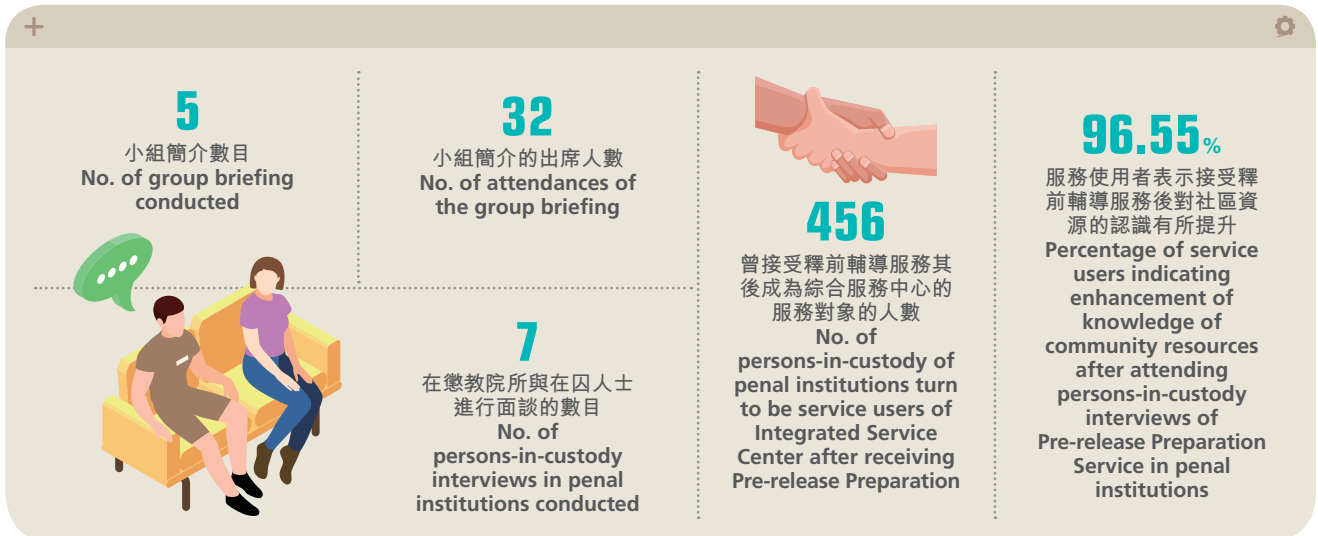 5
小組簡介數目
No. of group briefing
conducted
32
小組簡介的出席人數
No. of attendances of
the group briefing
7
在懲教院所與在囚人士
進行面談的數目
No. of
persons-in-custody
interviews in penal
institutions conducted
456
曾接受釋前輔導服務其
後成為綜合服務中心的
服務對象的人數
No. of
persons-in-custody of
penal institutions turn
to be service users of
Integrated Service
Center after receiving
Pre-release Preparation
96.55%
服務使用者表示接受釋
前輔導服務後對社區資
源的認識有所提升
Percentage of service
users indicating
enhancement of
knowledge of
community resources
after attending
persons-in-custody
interviews of
Pre-release Preparation
Service in penal
institutions